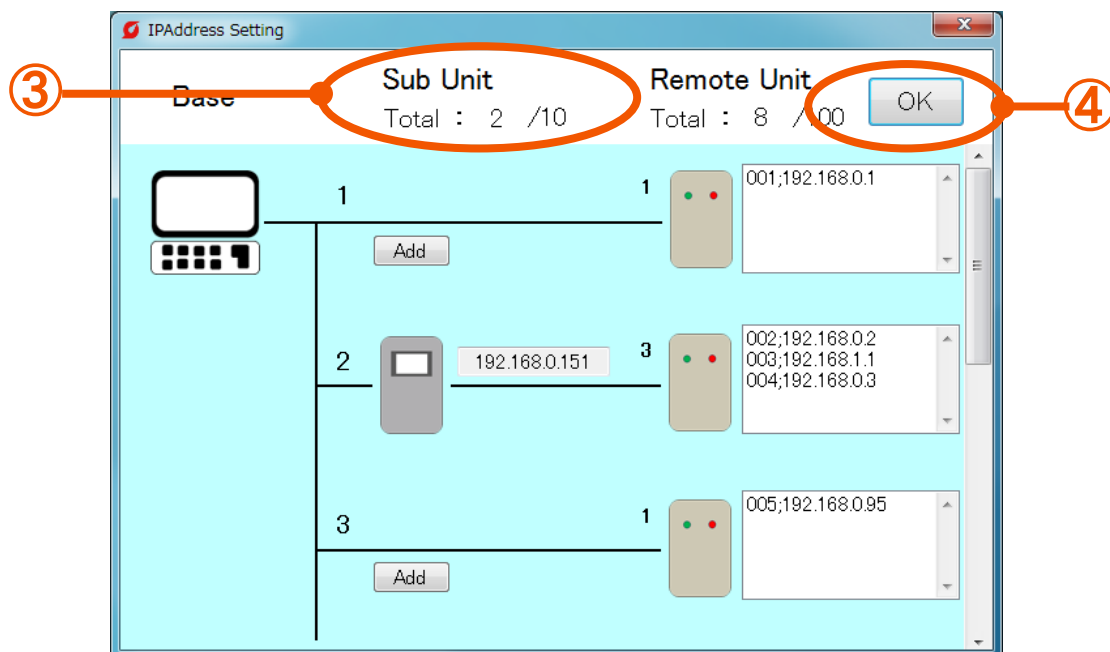 IPAddress Setting
③
Base
Sub Unit
Total : 2 /10
Remote Unit
Total : 8 /100
OK
④
1
Add
1
001;192.168.0.1
2
192.168.0.151
3
002;192.168.0.2
003;192.168.1.1
004;192.168.0.3
3
Add
1
005;192.168.0.95